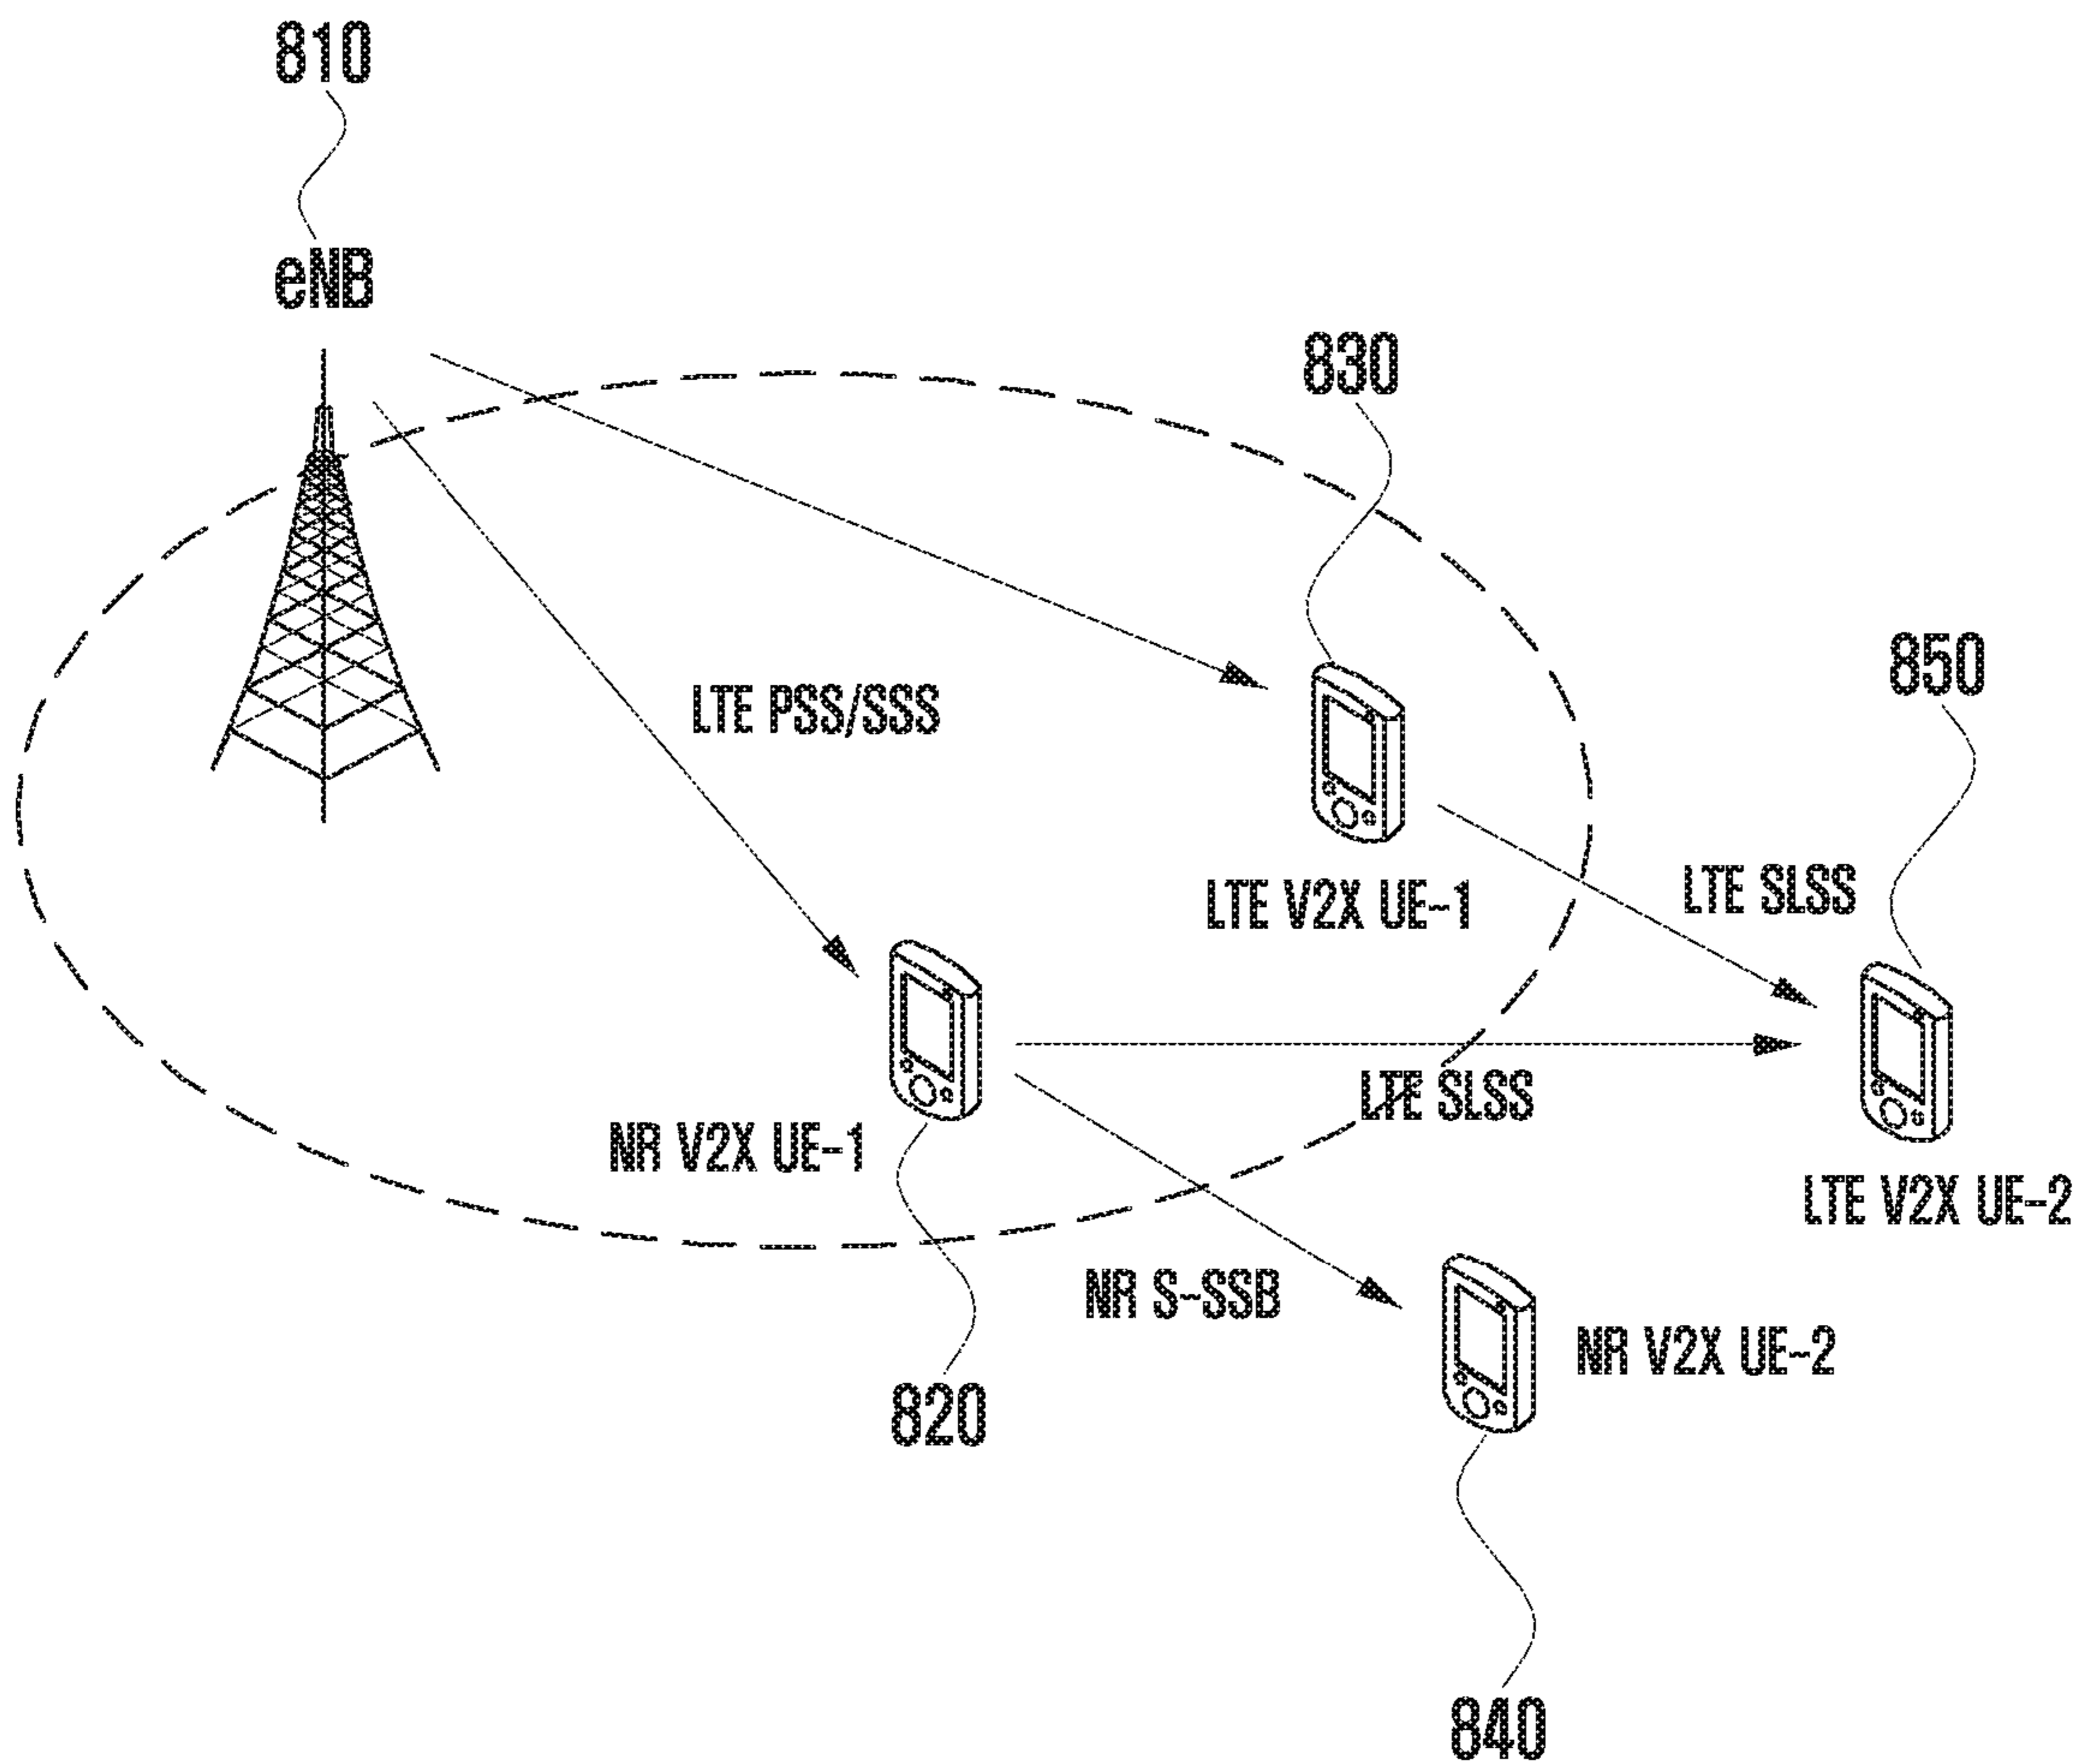 810
eNB
830
850
LTE PSS/SSS
LTE V2X UE-1
LTE SLSS
LTE SLSS
NR V2X UE-1
LTE V2X UE-2
NR S-SSB
NR V2X UE-2
820
840